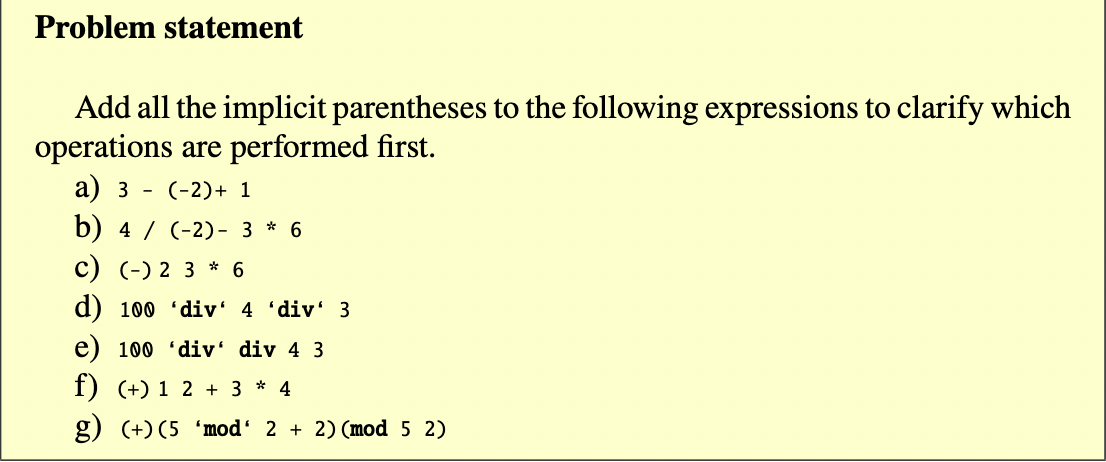 Problem statement
Add all the implicit parentheses to the following expressions to clarify which
operations are performed first.
a) 3 - (-2)+ 1
b) 4 / (-2)- 3 * 6
c) (-) 2 3 * 6
d) 100 ‘div‘ 4 ‘div‘ 3
e) 100 ‘div‘ div 4 3
f) (+) 1 2 + 3 * 4
g) (+)(5 ‘mod‘ 2 + 2)(mod 5 2)